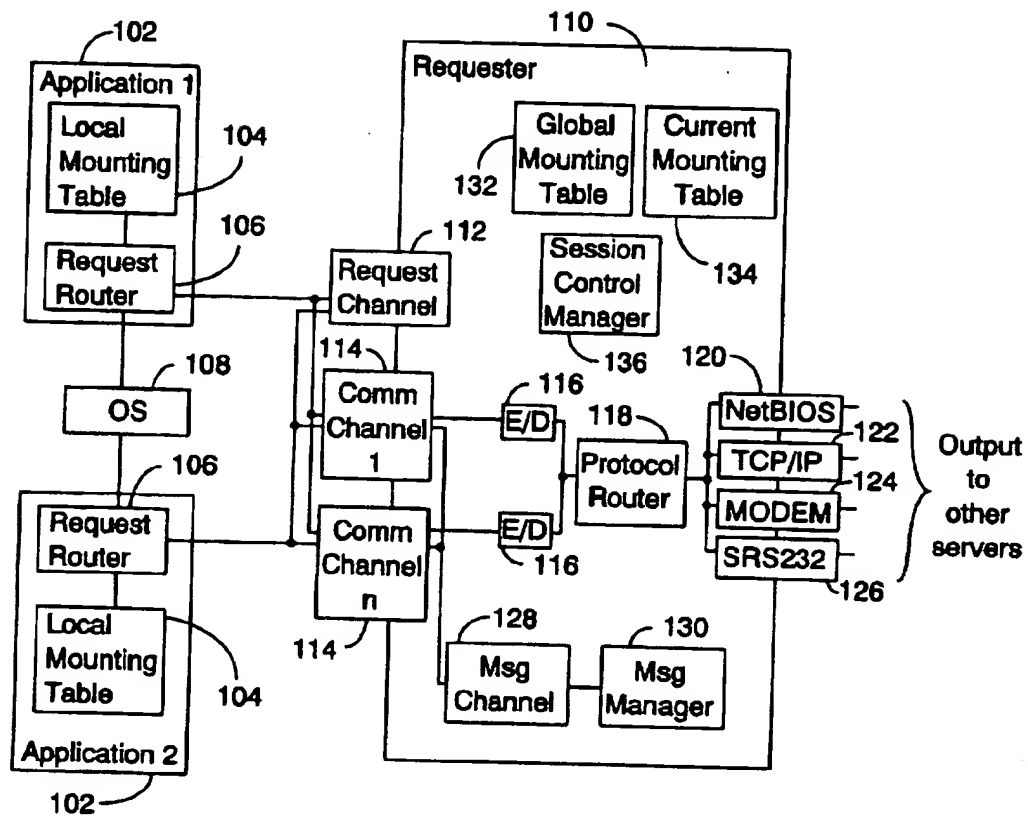 102
Application 1
Local
Mounting
Table
104
106
Request
Router
108
OS
106
Request
Router
Local
Mounting
Table
104
Application 2
102
110
Requester
132
Global
Mounting
Table
Current
Mounting
Table
134
112
Request
Channel
Session
Control
Manager
136
114
Comm
Channel
1
Comm
Channel
n
114
116
E/D
E/D
116
118
Protocol
Router
120
NetBIOS
122
TCP/IP
124
MODEM
SRS232
126
Output
to
other
servers
128
Msg
Channel
130
Msg
Manager